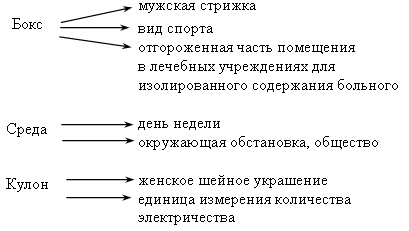 мужская стрижка
Бокс
вид спорта
отгороженная часть помещения
в лечебных учреждениях для
изолированного содержания больного
день недели
Среда
окружающая обстановка, общество
женское шейное украшение
Кулон
единица измерения количества
электричества